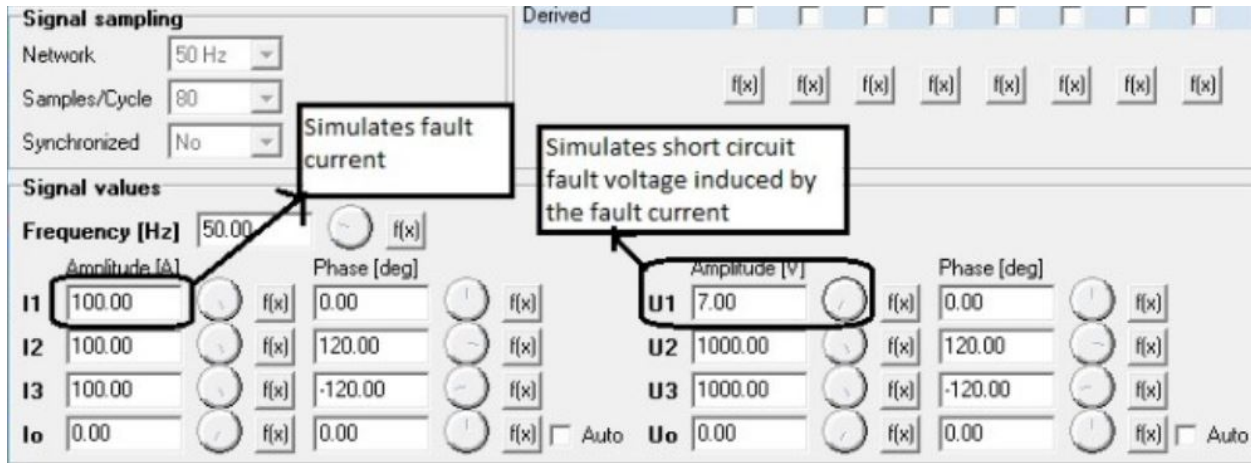 Signal sampling
Derived
Network 50 Hz
Samples/Cycle 80
Synchronized No
f(x) f(x) f(x) f(x) f(x) f(x) f(x) f(x)
Simulates fault
current
Simulates short circuit
fault voltage induced by
the fault current
Signal values
Frequency [Hz] 50.00 f(x)
Amplitude [A] Phase [deg] Amplitude [V] Phase [deg]
I1 100.00 f(x) 0.00 f(x) U1 7.00 f(x) 0.00 f(x)
I2 100.00 f(x) 120.00 f(x) U2 1000.00 f(x) 120.00 f(x)
I3 100.00 f(x) -120.00 f(x) U3 1000.00 f(x) -120.00 f(x)
Io 0.00 f(x) 0.00 f(x) Auto Uo 0.00 f(x) 0.00 f(x) Auto